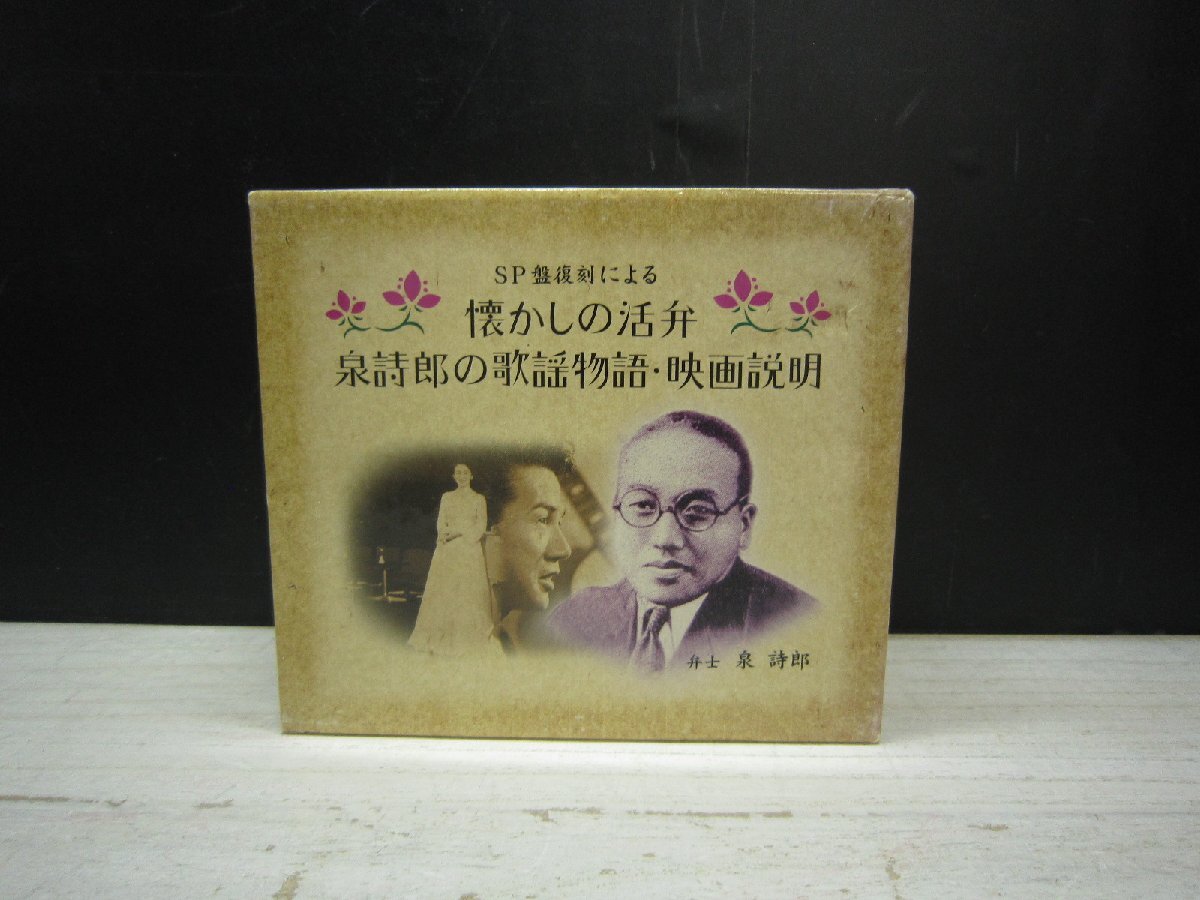 SP盤復刻による
懐かしの活弁
泉詩郎の歌謡物語・映画説明
弁士 泉 詩郎